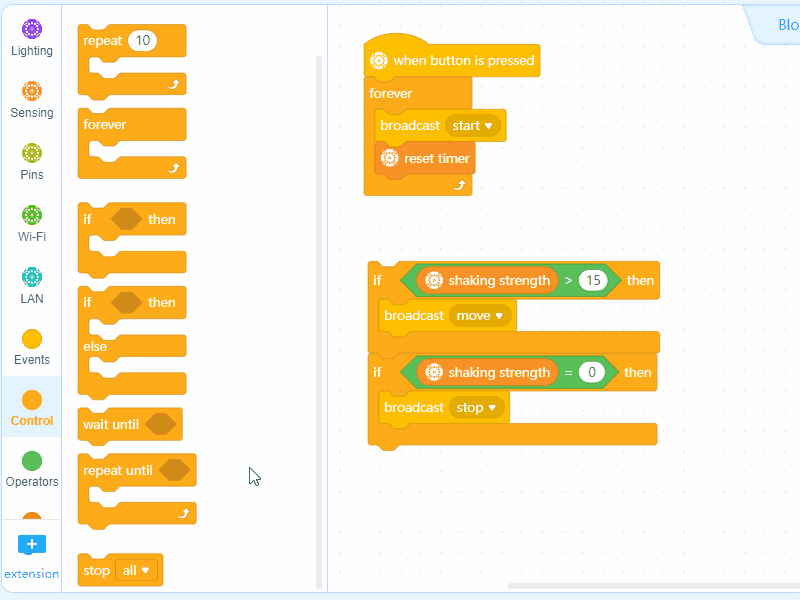 Lighting
Sensing
Pins
Wi-Fi
LAN
Events
Control
Operators
extension
repeat 10
forever
if then
if then
else
wait until
repeat until
stop all
when button is pressed
forever
broadcast start
reset timer
if shaking strength > 15 then
broadcast move
if shaking strength = 0 then
broadcast stop
Blo